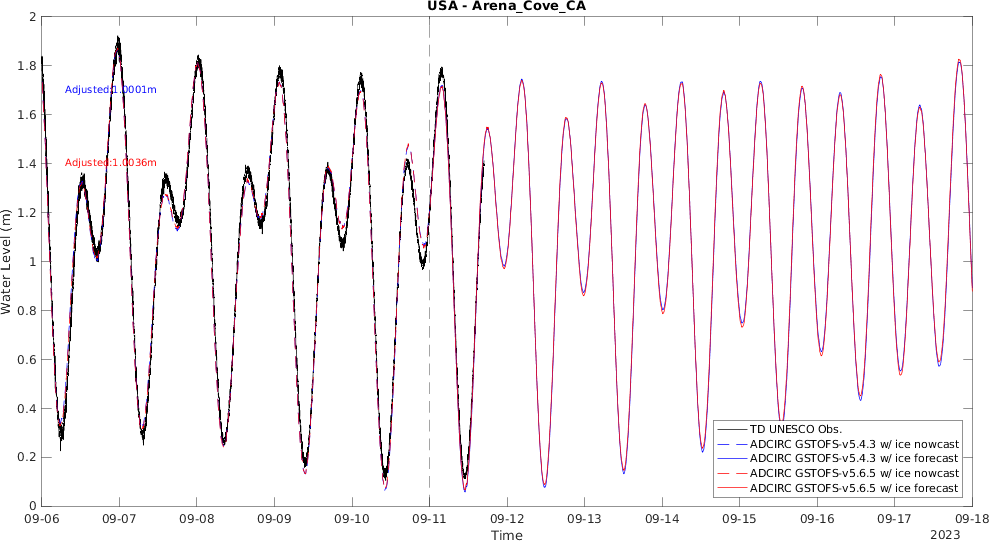 USA - Arena_Cove_CA
2
1.8
1.6
1.4
1.2
1
0.8
0.6
0.4
0.2
0
Water Level (m)
Adjusted:1.0001m
Adjusted:1.0036m
TD UNESCO Obs.
ADCIRC GSTOFS-v5.4.3 w/ ice nowcast
ADCIRC GSTOFS-v5.4.3 w/ ice forecast
ADCIRC GSTOFS-v5.6.5 w/ ice nowcast
ADCIRC GSTOFS-v5.6.5 w/ ice forecast
09-06 09-07 09-08 09-09 09-10 09-11 09-12 09-13 09-14 09-15 09-16 09-17 09-18
Time
2023